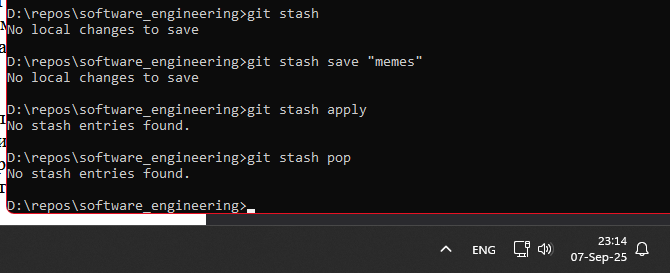 D:\repos\software_engineering>git stash
No local changes to save
D:\repos\software_engineering>git stash save "memes"
No local changes to save
D:\repos\software_engineering>git stash apply
No stash entries found.
D:\repos\software_engineering>git stash pop
No stash entries found.
D:\repos\software_engineering>
ENG
23:14
07-Sep-25